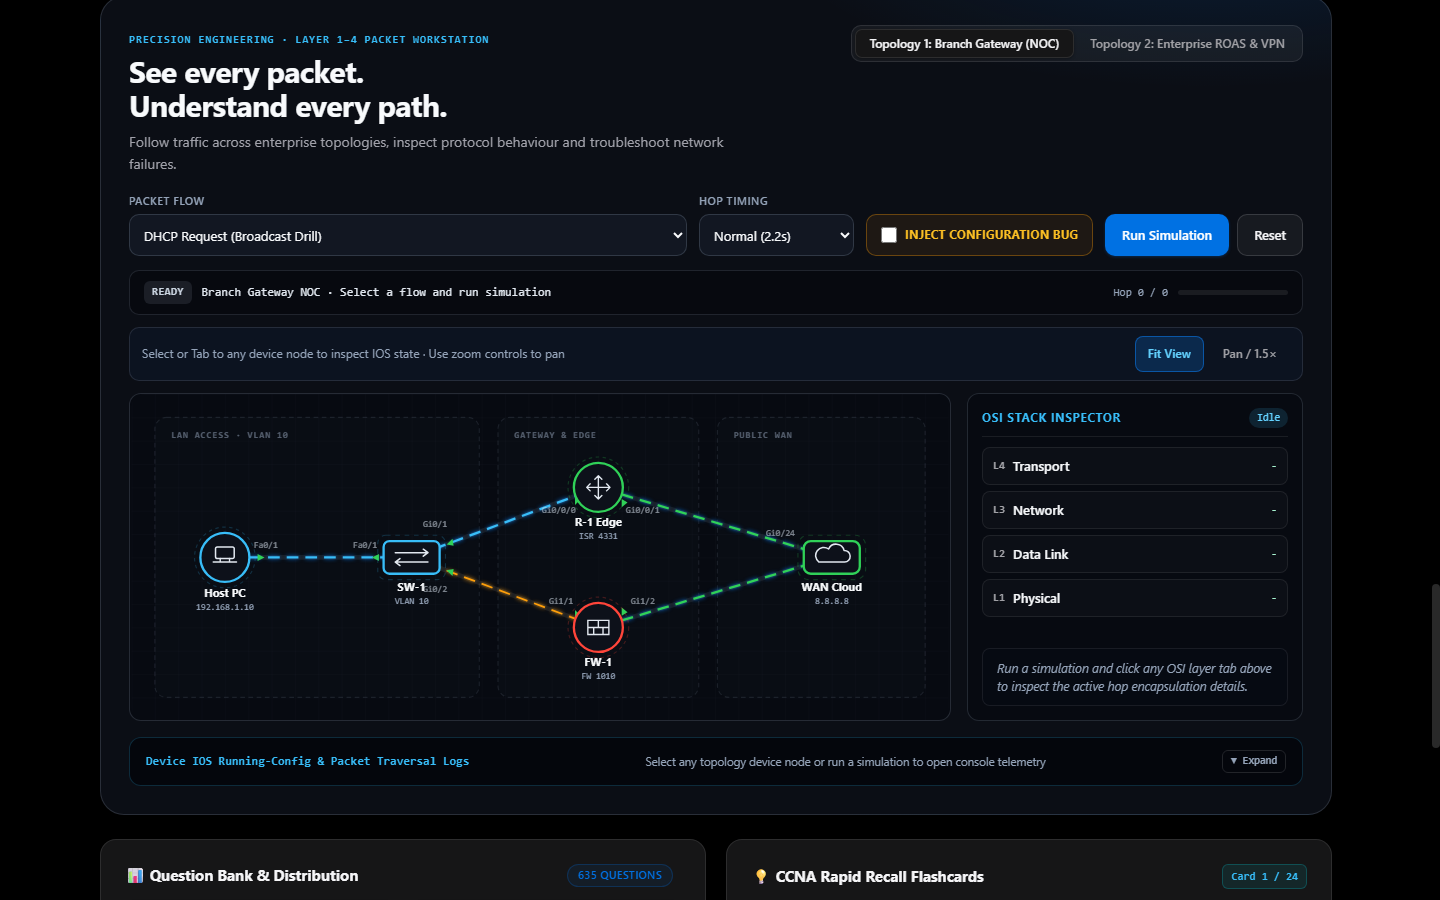 PRECISION ENGINEERING · LAYER 1–4 PACKET WORKSTATION
Topology 1: Branch Gateway (NOC)
Topology 2: Enterprise ROAS & VPN
See every packet.
Understand every path.
Follow traffic across enterprise topologies, inspect protocol behaviour and troubleshoot network
failures.
PACKET FLOW
HOP TIMING
DHCP Request (Broadcast Drill)
Normal (2.2s)
INJECT CONFIGURATION BUG
Run Simulation
Reset
READY
Branch Gateway NOC · Select a flow and run simulation
Hop 0 / 0
Select or Tab to any device node to inspect IOS state · Use zoom controls to pan
Fit View
Pan / 1.5×
LAN ACCESS · VLAN 10
GATEWAY & EDGE
PUBLIC WAN
Gi0/0/0
Gi0/0/1
R-1 Edge
ISR 4331
Gi0/1
Gi0/24
Fa0/1
Fa0/1
Host PC
192.168.1.10
SW-1
Gi0/2
VLAN 10
WAN Cloud
8.8.8.8
Gi1/1
Gi1/2
FW-1
FW 1010
OSI STACK INSPECTOR
Idle
L4 Transport -
L3 Network -
L2 Data Link -
L1 Physical -
Run a simulation and click any OSI layer tab above
to inspect the active hop encapsulation details.
Device IOS Running-Config & Packet Traversal Logs
Select any topology device node or run a simulation to open console telemetry
▼ Expand
📊 Question Bank & Distribution
635 QUESTIONS
💡 CCNA Rapid Recall Flashcards
Card 1 / 24